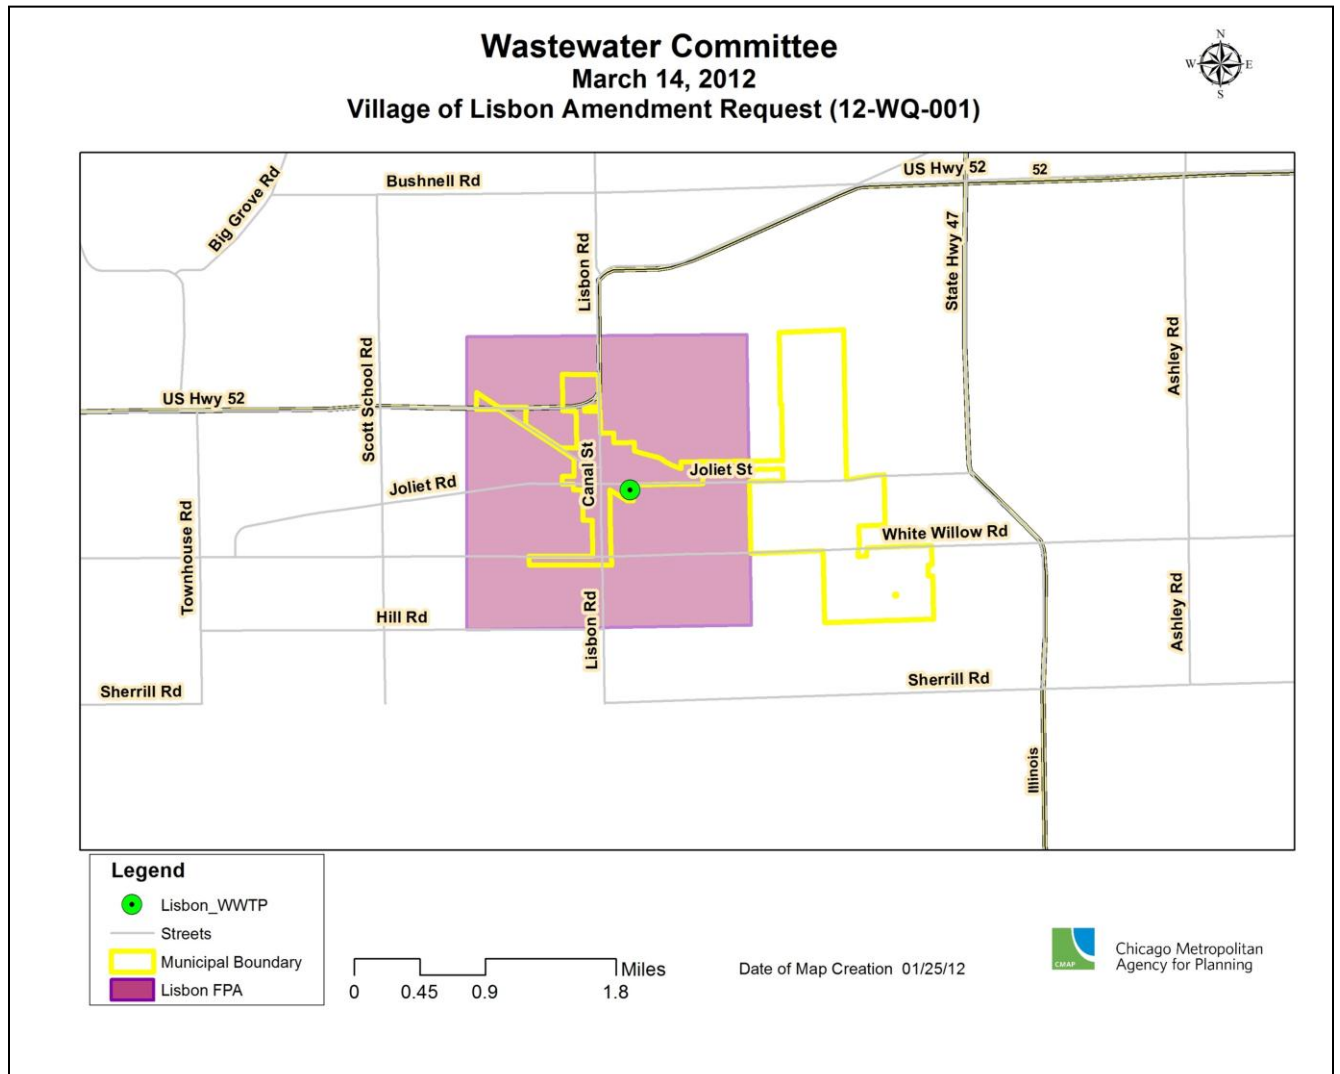 Wastewater Committee
March 14, 2012
Village of Lisbon Amendment Request (12-WQ-001)
N
W
E
S
Big Grove Rd
Bushnell Rd
US Hwy 52
52
Lisbon Rd
State Hwy 47
Ashley Rd
Scott School Rd
US Hwy 52
Canal St
Joliet St
Joliet Rd
White Willow Rd
Townhouse Rd
Hill Rd
Lisbon Rd
Ashley Rd
Sherrill Rd
Sherrill Rd
Illinois
Legend
Lisbon_WWTP
Streets
Municipal Boundary
Lisbon FPA
Miles
0 0.45 0.9 1.8
Date of Map Creation 01/25/12
CMAP
Chicago Metropolitan
Agency for Planning